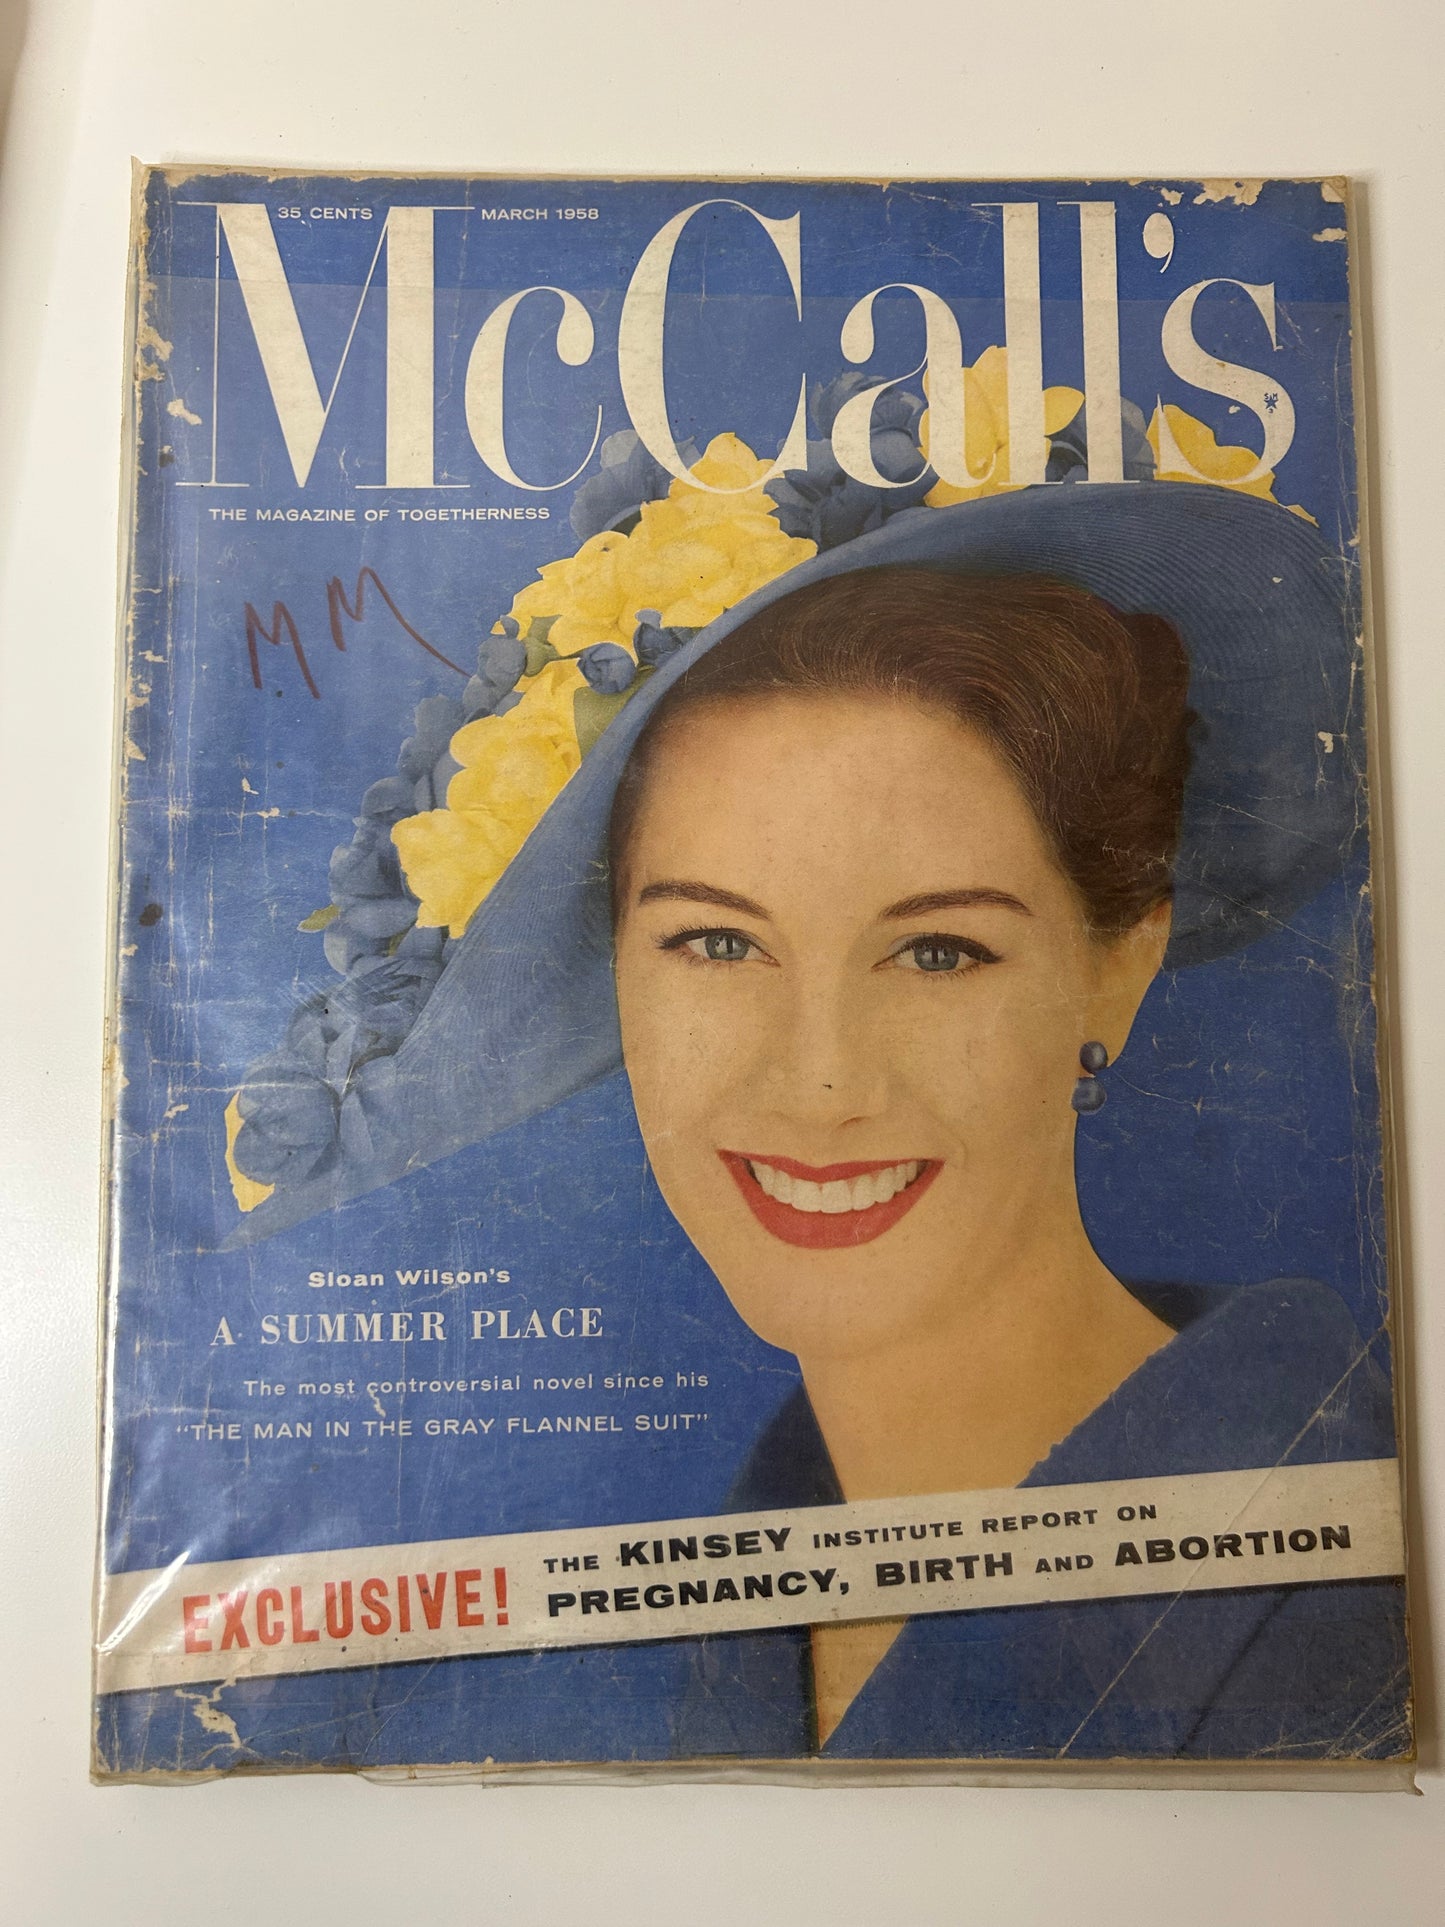 35 CENTS
MARCH 1958
McCall's
THE MAGAZINE OF TOGETHERNESS
MM
Sloan Wilson's
A SUMMER PLACE
The most controversial novel since his
"THE MAN IN THE GRAY FLANNEL SUIT"
EXCLUSIVE!
THE KINSEY INSTITUTE REPORT ON
PREGNANCY, BIRTH AND ABORTION